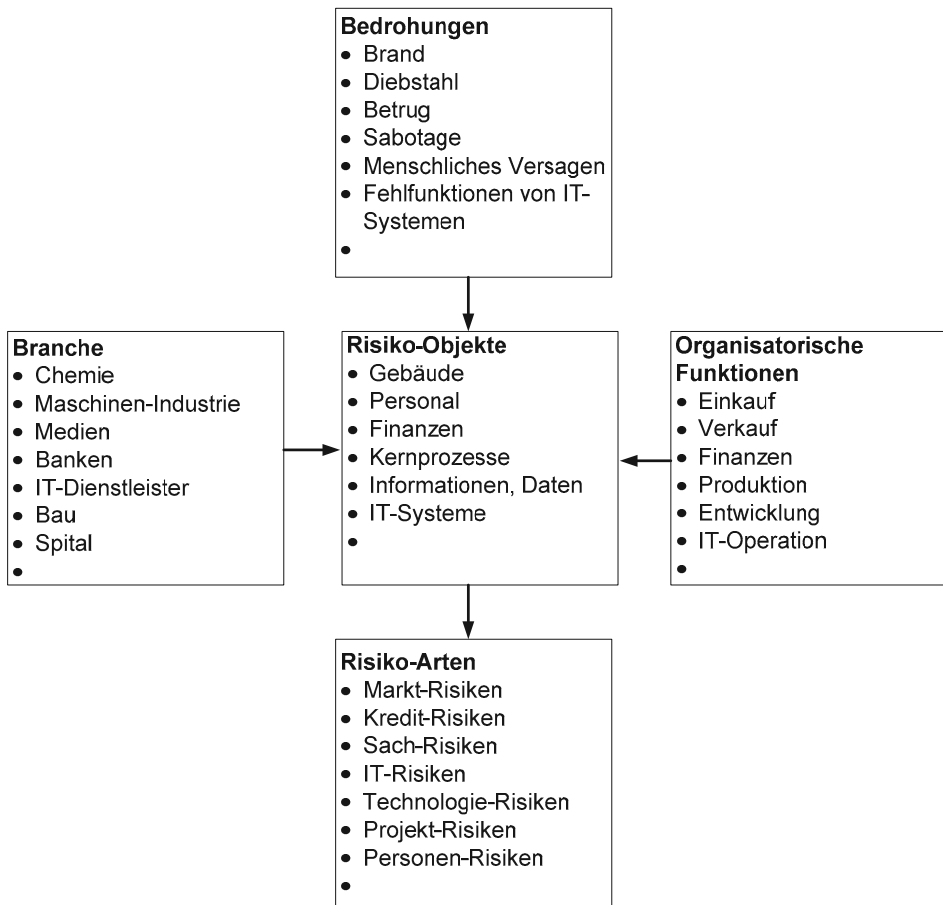 Bedrohungen
• Brand
• Diebstahl
• Betrug
• Sabotage
• Menschliches Versagen
• Fehlfunktionen von IT-
Systemen
•
Branche
• Chemie
• Maschinen-Industrie
• Medien
• Banken
• IT-Dienstleister
• Bau
• Spital
•
Risiko-Objekte
• Gebäude
• Personal
• Finanzen
• Kernprozesse
• Informationen, Daten
• IT-Systeme
•
Organisatorische
Funktionen
• Einkauf
• Verkauf
• Finanzen
• Produktion
• Entwicklung
• IT-Operation
•
Risiko-Arten
• Markt-Risiken
• Kredit-Risiken
• Sach-Risiken
• IT-Risiken
• Technologie-Risiken
• Projekt-Risiken
• Personen-Risiken
•